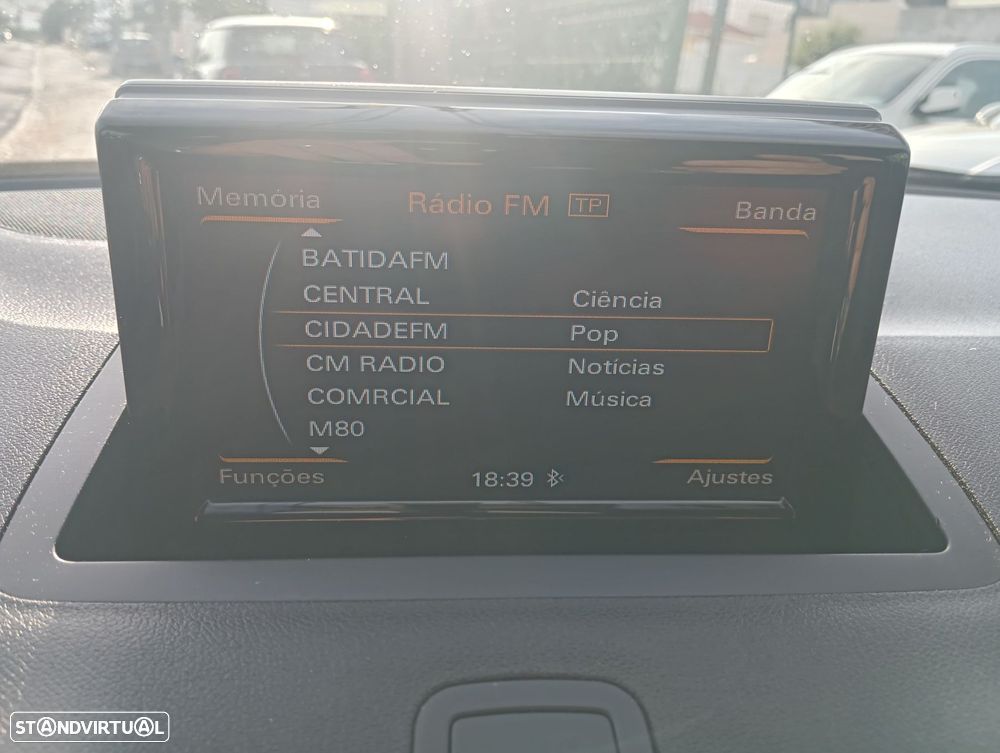 Memória Rádio FM TP Banda
BATIDAFM
CENTRAL Ciência
CIDADEFM Pop
CM RADIO Notícias
COMRCIAL Música
M80
Funções 18:39 Ajustes
STANDVIRTUAL